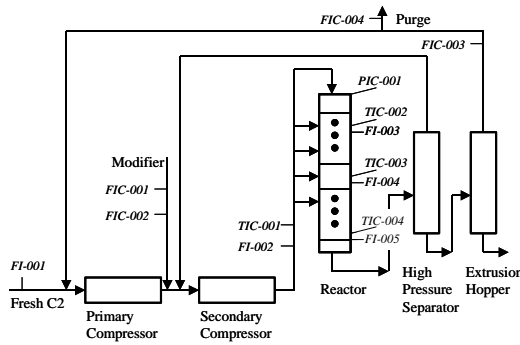 FIC-004
Purge
FIC-003
PIC-001
TIC-002
FI-003
Modifier
TIC-003
FIC-001
FI-004
FIC-002
TIC-001
TIC-004
FI-002
FI-005
FI-001
Fresh C2
Reactor
High
Pressure
Separator
Extrusion
Hopper
Primary
Compressor
Secondary
Compressor